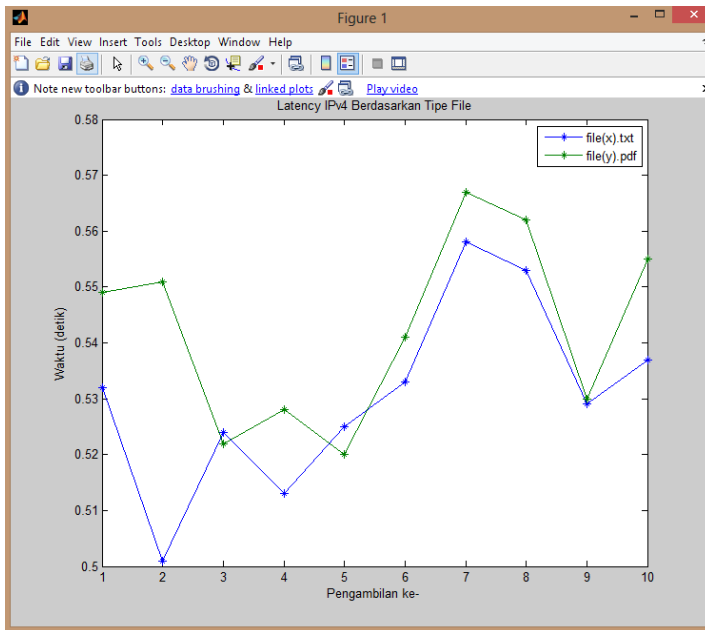 Figure 1
File Edit View Insert Tools Desktop Window Help
Note new toolbar buttons: data brushing & linked plots Play video
Latency IPv4 Berdasarkan Tipe File
file(x).txt
file(y).pdf
Waktu (detik)
0.58
0.57
0.56
0.55
0.54
0.53
0.52
0.51
0.5
1 2 3 4 5 6 7 8 9 10
Pengambilan ke-